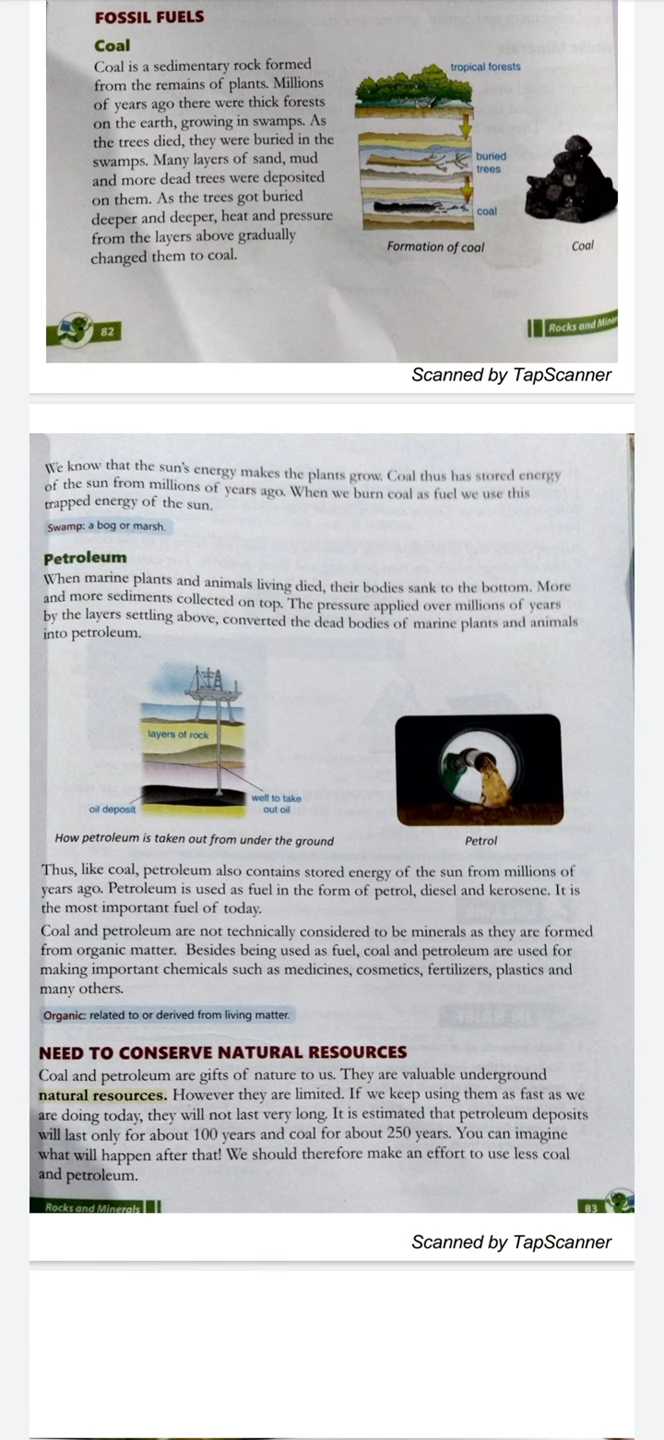 FOSSIL FUELS
Coal
Coal is a sedimentary rock formed
from the remains of plants. Millions
of years ago there were thick forests
on the earth, growing in swamps. As
the trees died, they were buried in the
swamps. Many layers of sand, mud
and more dead trees were deposited
on them. As the trees got buried
deeper and deeper, heat and pressure
from the layers above gradually
changed them to coal.
tropical forests
buried
trees
coal
Formation of coal
Coal
82
Rocks and
Scanned by TapScanner
We know that the sun's energy makes the plants grow. Coal thus has stored energy
of the sun from millions of years ago. When we burn coal as fuel we use this
trapped energy of the sun.
Swamp: a bog or marsh.
Petroleum
When marine plants and animals living died, their bodies sank to the bottom. More
and more sediments collected on top. The pressure applied over millions of years
by the layers settling above, converted the dead bodies of marine plants and animals
into petroleum.
layers of rock
oil deposit
well to take
out oil
How petroleum is taken out from under the ground
Petrol
Thus, like coal, petroleum also contains stored energy of the sun from millions of
years ago. Petroleum is used as fuel in the form of petrol, diesel and kerosene. It is
the most important fuel of today.
Coal and petroleum are not technically considered to be minerals as they are formed
from organic matter. Besides being used as fuel, coal and petroleum are used for
making important chemicals such as medicines, cosmetics, fertilizers, plastics and
many others.
Organic: related to or derived from living matter.
NEED TO CONSERVE NATURAL RESOURCES
Coal and petroleum are gifts of nature to us. They are valuable underground
natural resources. However they are limited. If we keep using them as fast as we
are doing today, they will not last very long. It is estimated that petroleum deposits
will last only for about 100 years and coal for about 250 years. You can imagine
what will happen after that! We should therefore make an effort to use less coal
and petroleum.
Rocks and Minerals
83
Scanned by TapScanner